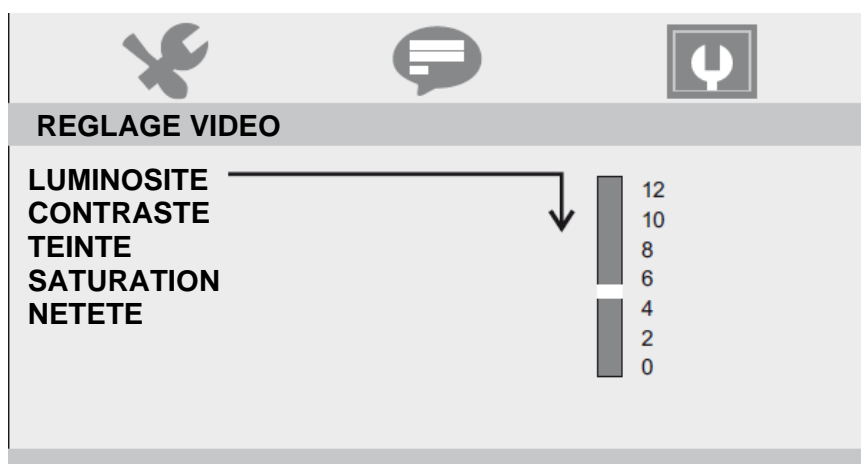 REGLAGE VIDEO
LUMINOSITE
CONTRASTE
TEINTE
SATURATION
NETETE
12
10
8
6
4
2
0